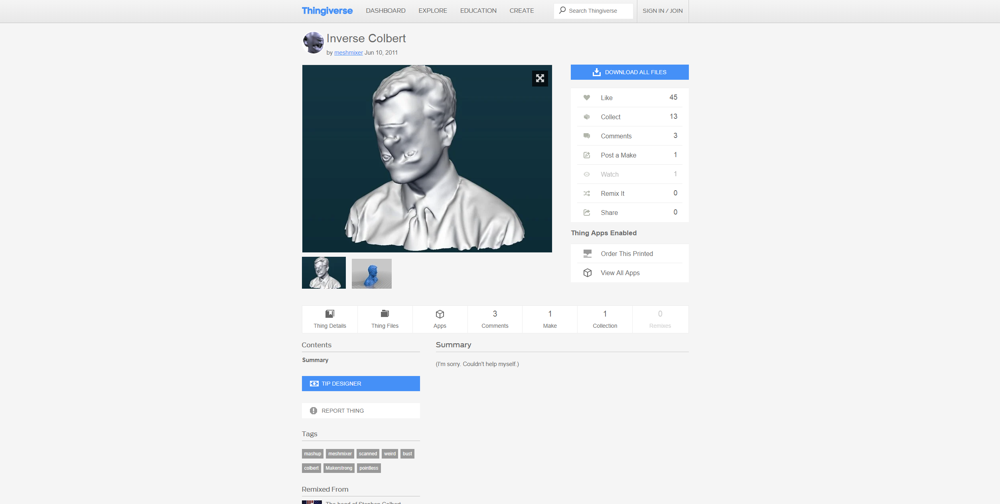 Thingiverse DASHBOARD EXPLORE EDUCATION CREATE Search Thingiverse SIGN IN / JOIN
Inverse Colbert
by meshmixer Jun 10, 2011
DOWNLOAD ALL FILES
Like 45
Collect 13
Comments 3
Post a Make 1
Watch 1
Remix It 0
Share 0
Thing Apps Enabled
Order This Printed
View All Apps
3 1 1 0
Thing Details Thing Files Apps Comments Make Collection Remixes
Contents
Summary
TIP DESIGNER
REPORT THING
Tags
mashup meshmixer scanned weird bust
colbert Makerstrong pointless
Remixed From
The head of Stephen Colbert
Summary
(I'm sorry. Couldn't help myself.)